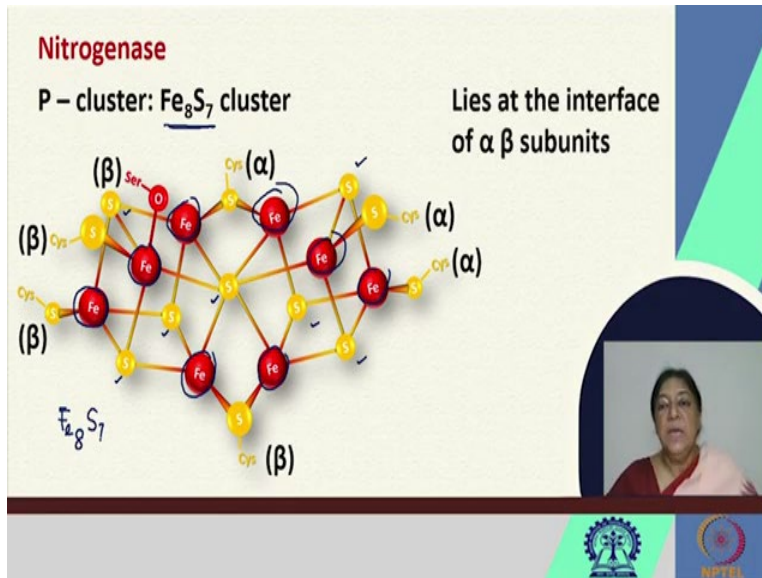 Nitrogenase
P – cluster: Fe₈S₇ cluster
Lies at the interface
of α β subunits
Cys (α)
(β) Ser O S
S
Fe S Fe
S Cys (α)
(β) Cys S
Fe Fe
Cys (α)
S
Cys S Fe Fe S
(β)
S S
S S
Fe Fe
Fe₈S₇
S
Cys (β)
NPTEL